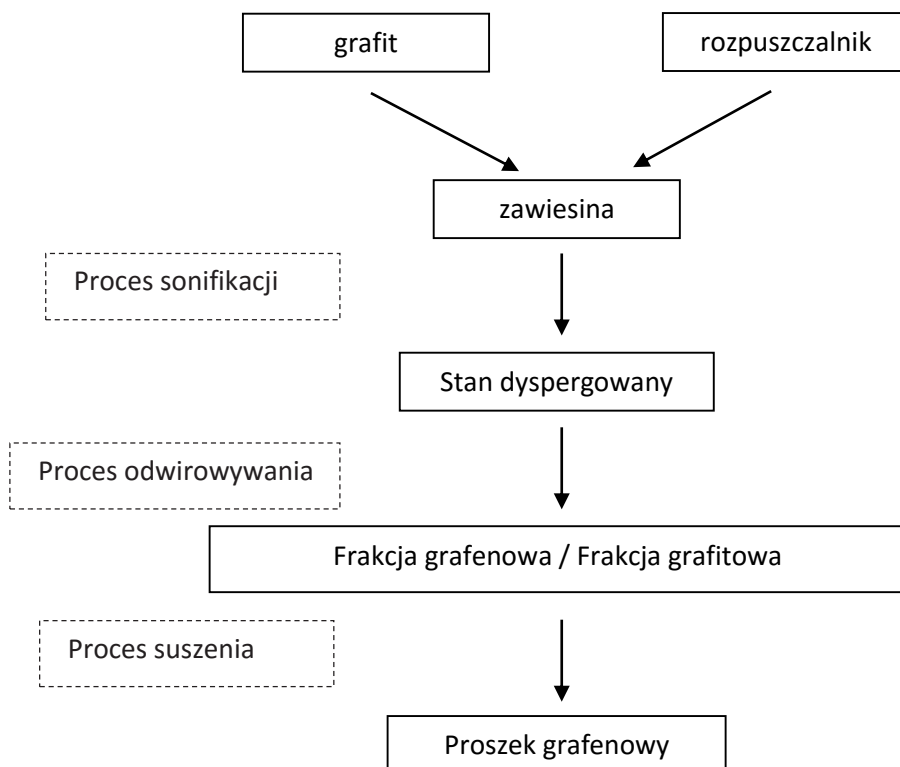 grafit
rozpuszczalnik
zawiesina
Proces sonifikacji
Stan dyspergowany
Proces odwirowywania
Frakcja grafenowa / Frakcja grafitowa
Proces suszenia
Proszek grafenowy